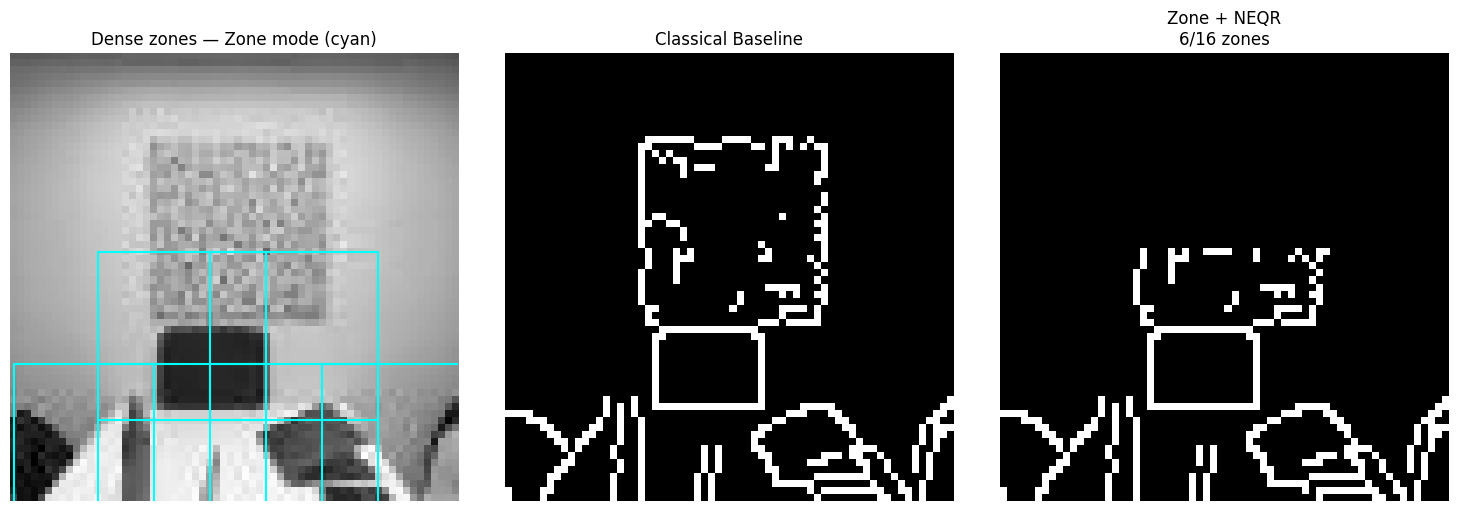 Dense zones — Zone mode (cyan)
Classical Baseline
Zone + NEQR
6/16 zones